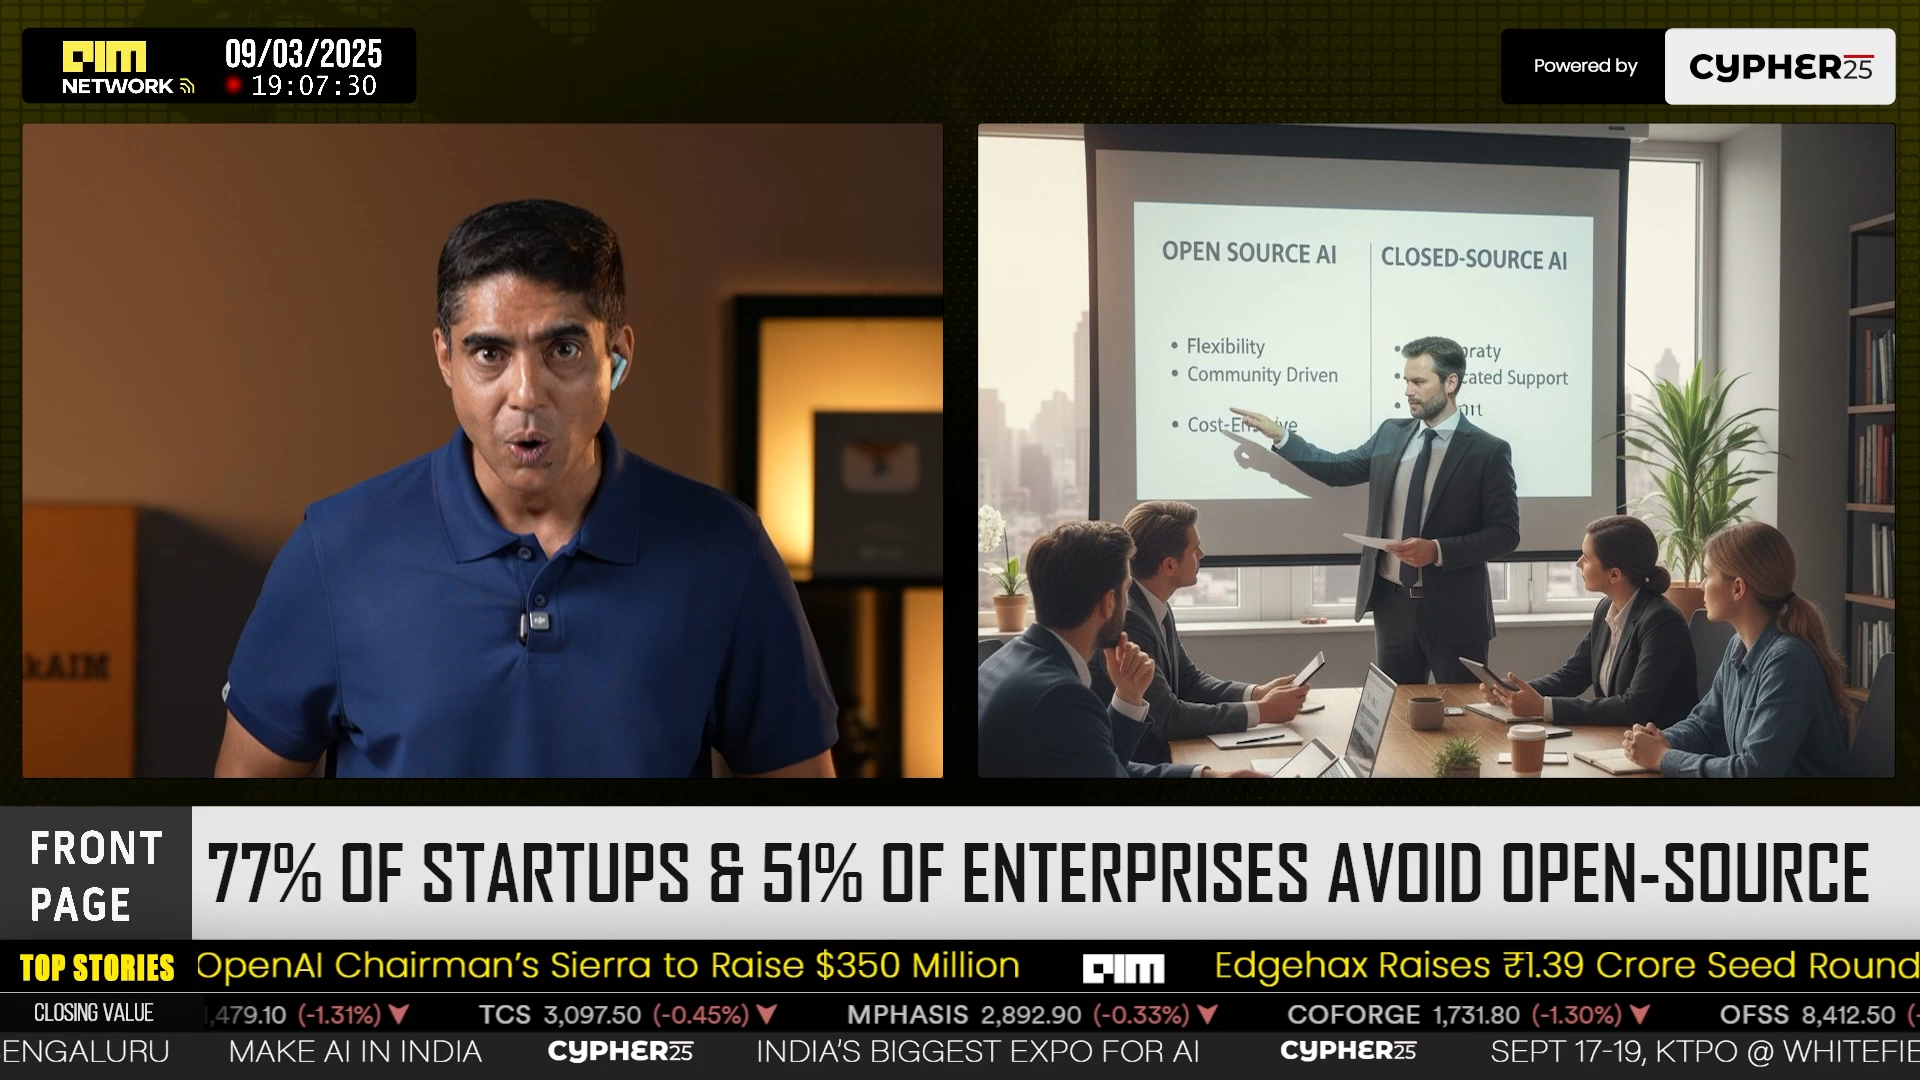 AIM
NETWORK
09/03/2025
19:07:30
Powered by
CYPHER25
OPEN SOURCE AI
CLOSED-SOURCE AI
• Flexibility
• Community Driven
•
Support
kAIM
FRONT
PAGE
77% OF STARTUPS & 51% OF ENTERPRISES AVOID OPEN-SOURCE
TOP STORIES
OpenAI Chairman's Sierra to Raise $350 Million
AIM
Edgehax Raises ₹1.39 Crore Seed Round
CLOSING VALUE
,479.10 (-1.31%)
TCS 3,097.50 (-0.45%)
MPHASIS 2,892.90 (-0.33%)
COFORGE 1,731.80 (-1.30%)
OFSS 8,412.50 (-
ENGALURU
MAKE AI IN INDIA
CYPHER25
INDIA'S BIGGEST EXPO FOR AI
CYPHER25
SEPT 17-19, KTPO @ WHITEFIE